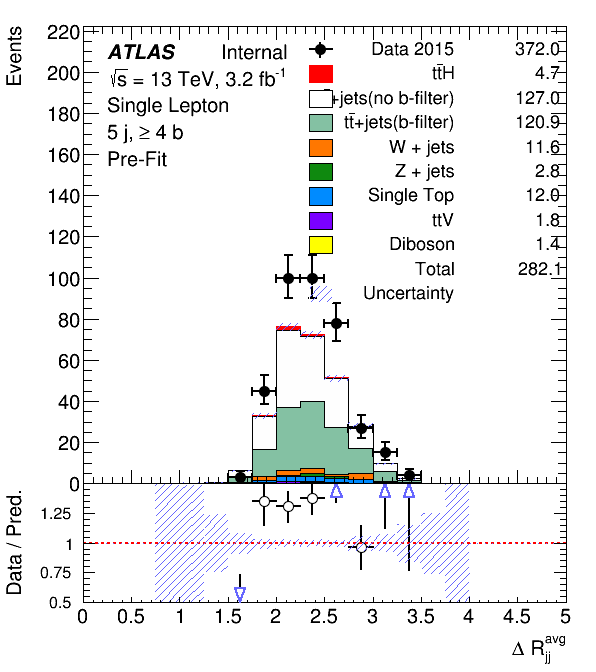 Events
220
200
180
160
140
120
100
80
60
40
20
0
ATLAS Internal
√s = 13 TeV, 3.2 fb⁻¹
Single Lepton
5 j, ≥ 4 b
Pre-Fit
Data 2015 372.0
tt̄H 4.7
+jets(no b-filter) 127.0
tt̄+jets(b-filter) 120.9
W + jets 11.6
Z + jets 2.8
Single Top 12.0
ttV 1.8
Diboson 1.4
Total 282.1
Uncertainty
Data / Pred.
1.25
1
0.75
0.5
0 0.5 1 1.5 2 2.5 3 3.5 4 4.5 5
Δ R_jj^avg